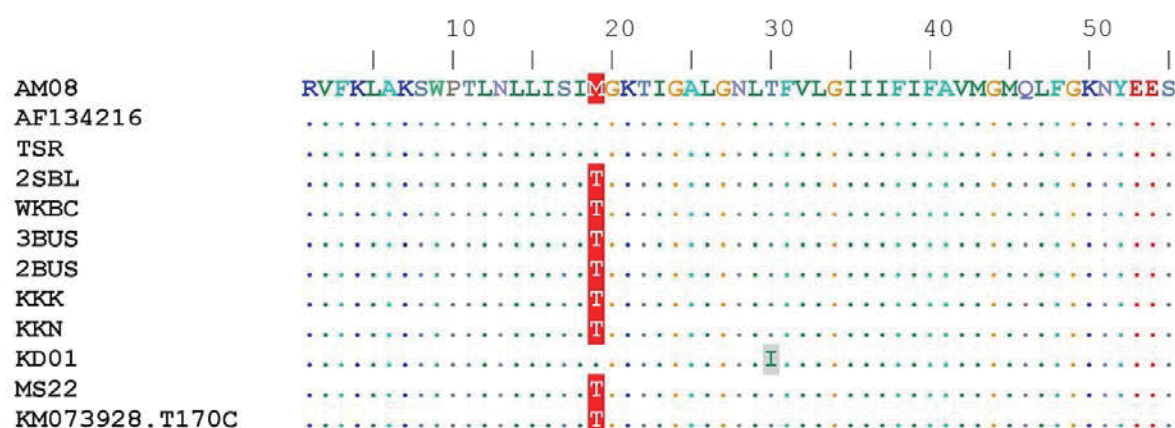 10 20 30 40 50
AM08 RVFKLAKSWPTLNLLISIMGKTIGALGNLTFVLGIIIFIFAVMGMQLFGKNYEES
AF134216 .......................................................
TSR .......................................................
2SBL ..................T....................................
WKBC ..................T....................................
3BUS ..................T....................................
2BUS ..................T....................................
KKK ..................T....................................
KKN ..................T....................................
KD01 .............................I.........................
MS22 ..................T....................................
KM073928.T170C ..................T....................................